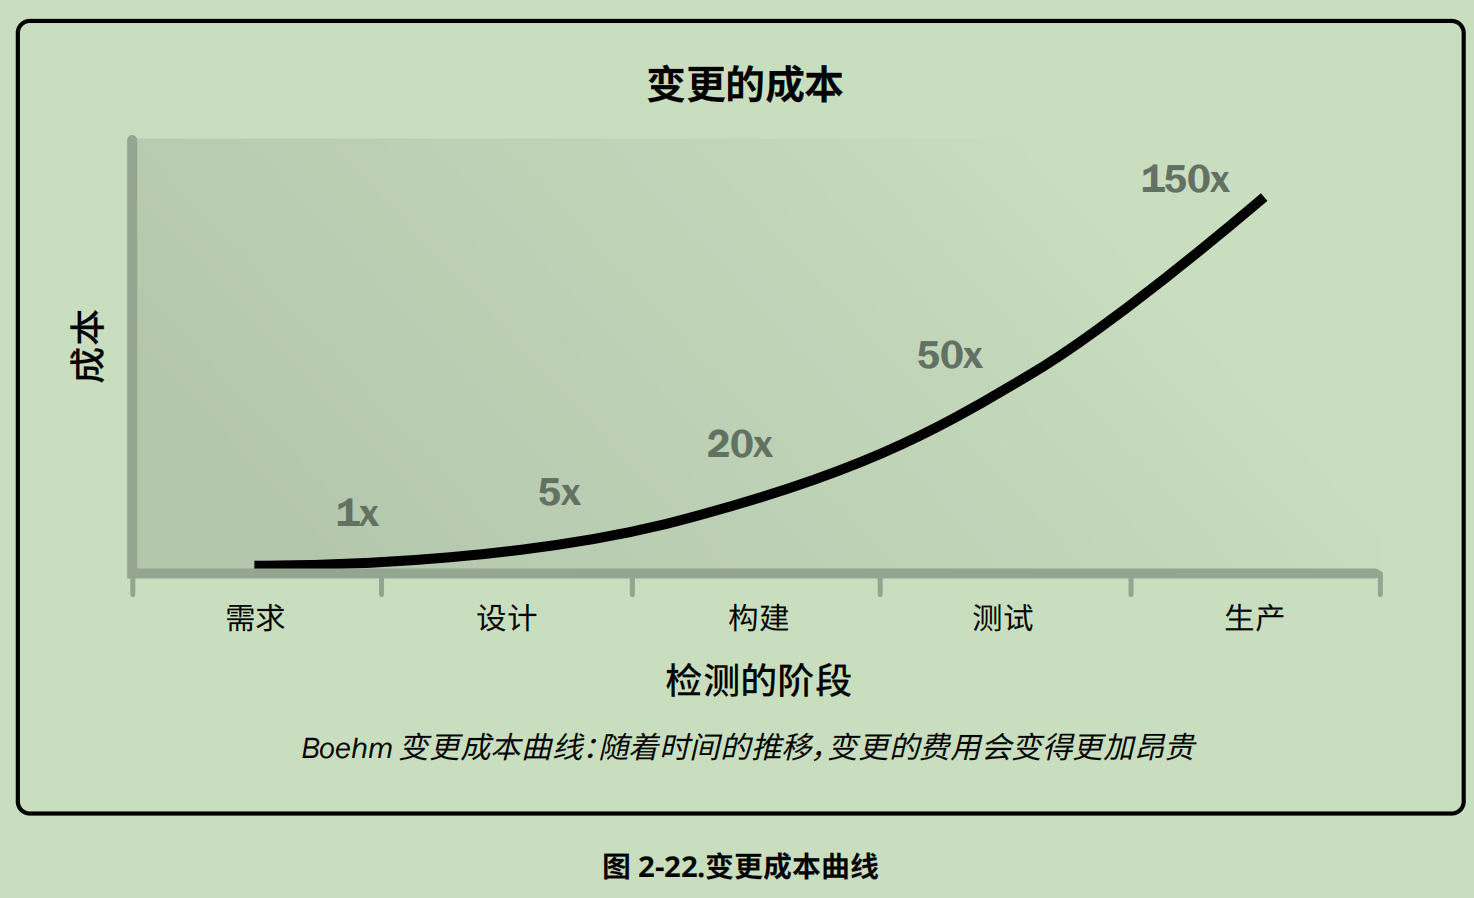 变更的成本
150x
50x
20x
5x
1x
成本
需求 设计 构建 测试 生产
检测的阶段
Boehm 变更成本曲线：随着时间的推移，变更的费用会变得更加昂贵
图 2-22.变更成本曲线